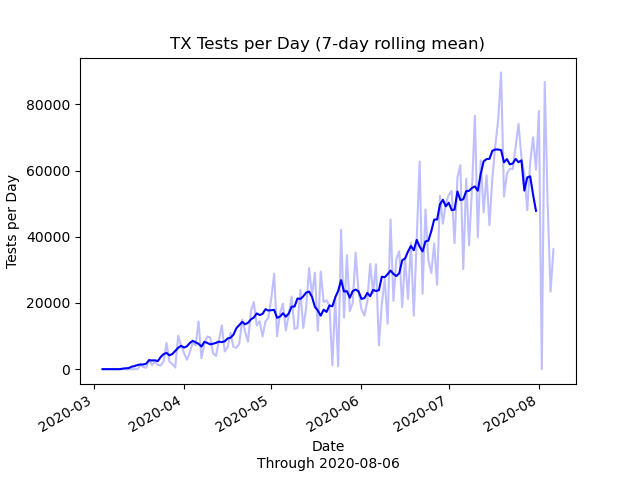 TX Tests per Day (7-day rolling mean)
80000
60000
40000
20000
0
Tests per Day
2020-03
2020-04
2020-05
2020-06
2020-07
2020-08
Date
Through 2020-08-06